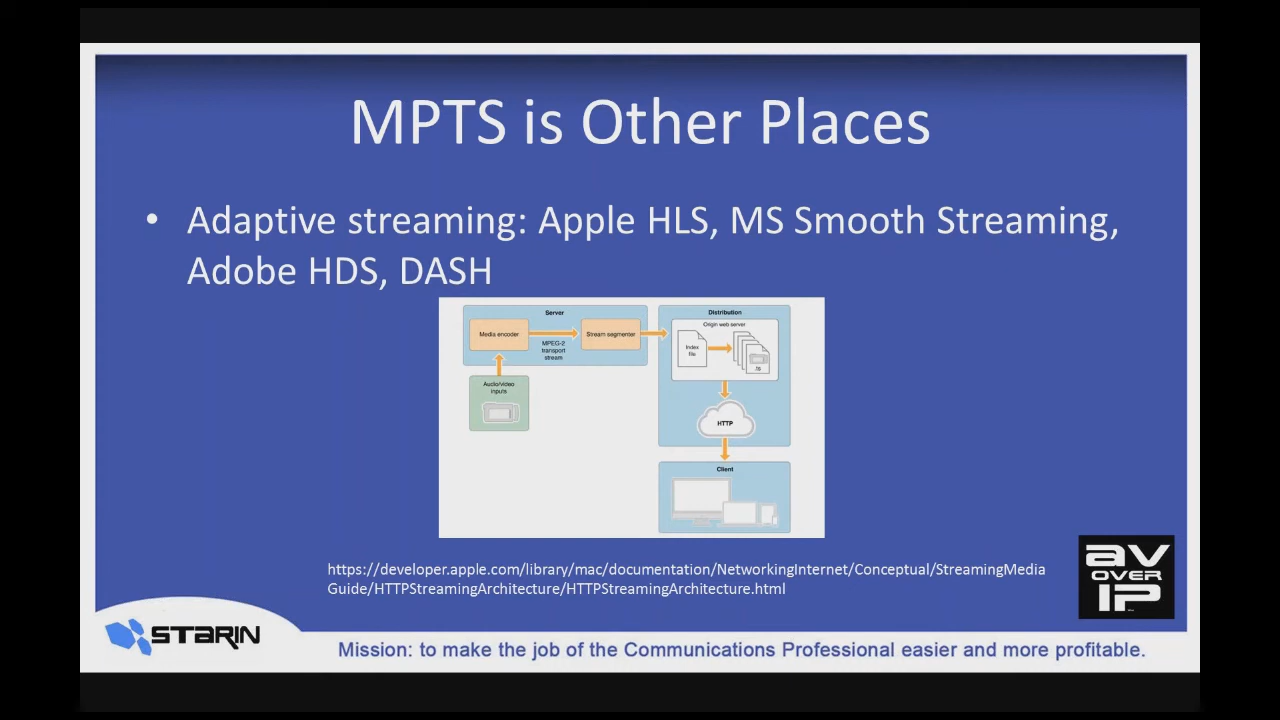 MPTS is Other Places
• Adaptive streaming: Apple HLS, MS Smooth Streaming,
Adobe HDS, DASH
Server
Media encoder
MPEG-2
transport
stream
Stream segmenter
Audio/video
inputs
Distribution
Origin web server
Index
file
.ts
HTTP
Client
https://developer.apple.com/library/mac/documentation/NetworkingInternet/Conceptual/StreamingMedia
Guide/HTTPStreamingArchitecture/HTTPStreamingArchitecture.html
av
OVER
IP
STARIN
Mission: to make the job of the Communications Professional easier and more profitable.